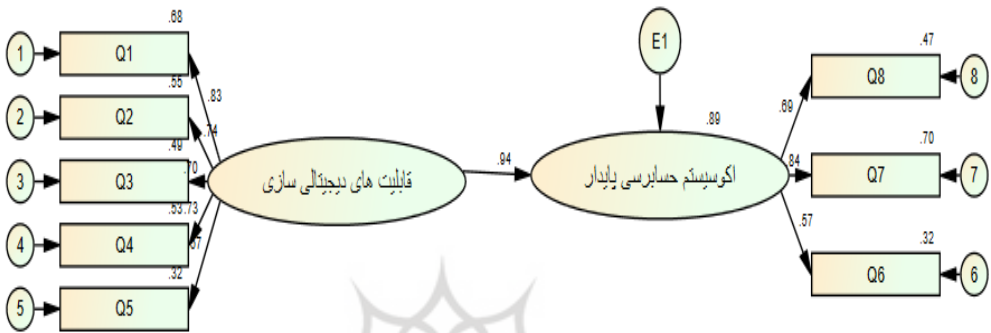 .68
1
Q1
.83
.55
2
Q2
.74
.49
3
Q3
.70
.53
.73
4
Q4
.32
5
Q5
قابلیت های دیجیتالی سازی
.94
E1
.89
اکوسیستم حسابرسی پایدار
.47
.69
Q8
8
.70
.84
Q7
7
.57
.32
Q6
6